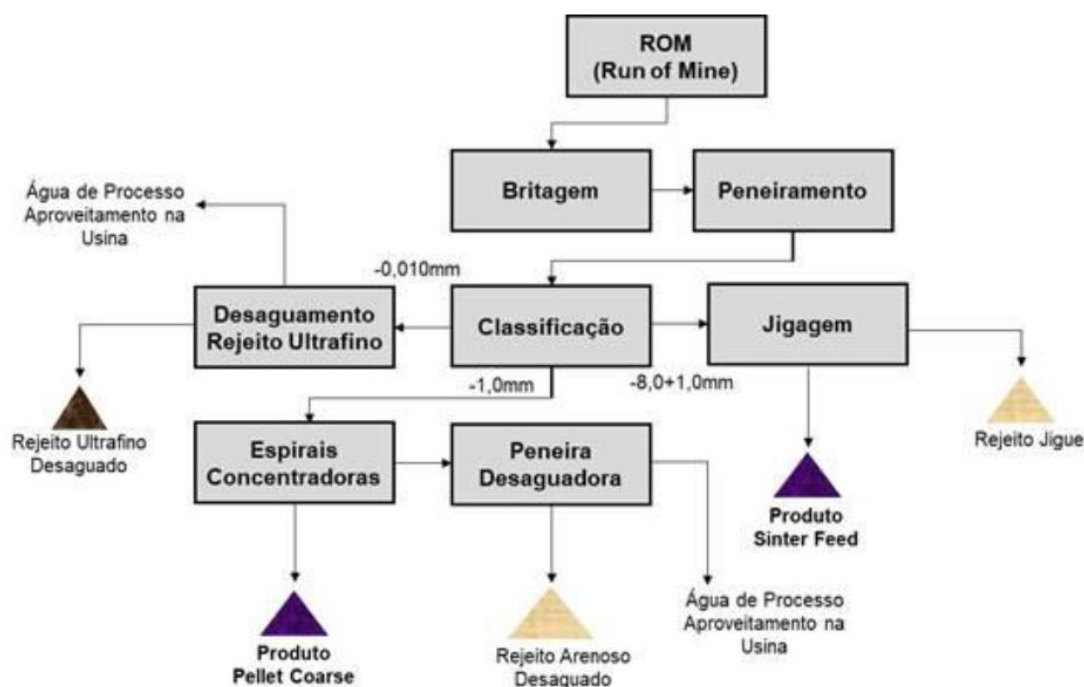 ROM
(Run of Mine)
Britagem
Peneiramento
Água de Processo
Aproveitamento na
Usina
-0,010mm
Desaguamento
Rejeito Ultrafino
Classificação
Jigagem
-1,0mm
-8,0+1,0mm
Rejeito Ultrafino
Desaguado
Espirais
Concentradoras
Peneira
Desaguadora
Rejeito Jigue
Produto
Sinter Feed
Produto
Pellet Coarse
Rejeito Arenoso
Desaguado
Água de Processo
Aproveitamento na
Usina